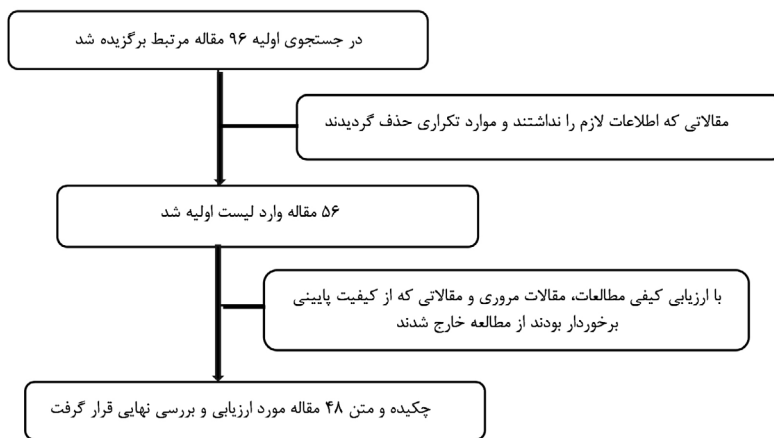 در جستجوی اولیه ۹۶ مقاله مرتبط برگزیده شد
مقالاتی که اطلاعات لازم را نداشتند و موارد تکراری حذف گردیدند
۵۶ مقاله وارد لیست اولیه شد
با ارزیابی کیفی مطالعات، مقالات مروری و مقالاتی که از کیفیت پایینی
برخوردار بودند از مطالعه خارج شدند
چکیده و متن ۴۸ مقاله مورد ارزیابی و بررسی نهایی قرار گرفت